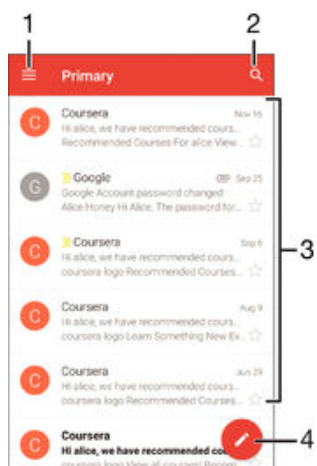 1 2
Primary
Coursera Nov 16
Hi alice, we have recommended cours...
Recommended Courses For alice View...
G Google Sep 25
Google Account password changed
Alice Honey Hi Alice, The password for...
C Coursera Sep 6
Hi alice, we have recommended cours...
coursera logo Recommended Courses...
3
C Coursera Aug 9
Hi alice, we have recommended cours...
coursera logo Learn Something New Ev..
C Coursera Jun 29
Hi alice, we have recommended cours...
coursera logo Recommended Courses...
4
C Coursera
Hi alice, we have recommended co
coursera logo View all courses! Recom